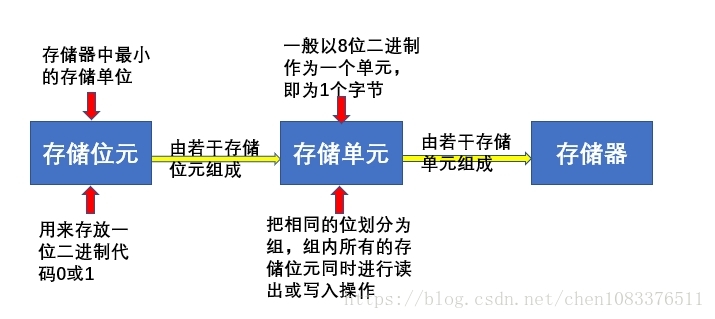 存储器中最小
的存储单位
一般以8位二进制
作为一个单元,
即为1个字节
存储位元
由若干存储
位元组成
存储单元
由若干存储
单元组成
存储器
用来存放一
位二进制代
码0或1
把相同的位划分为
组，组内所有的存
储位元同时进行读
出或写入操作
https://blog.csdn.net/chen1083376511